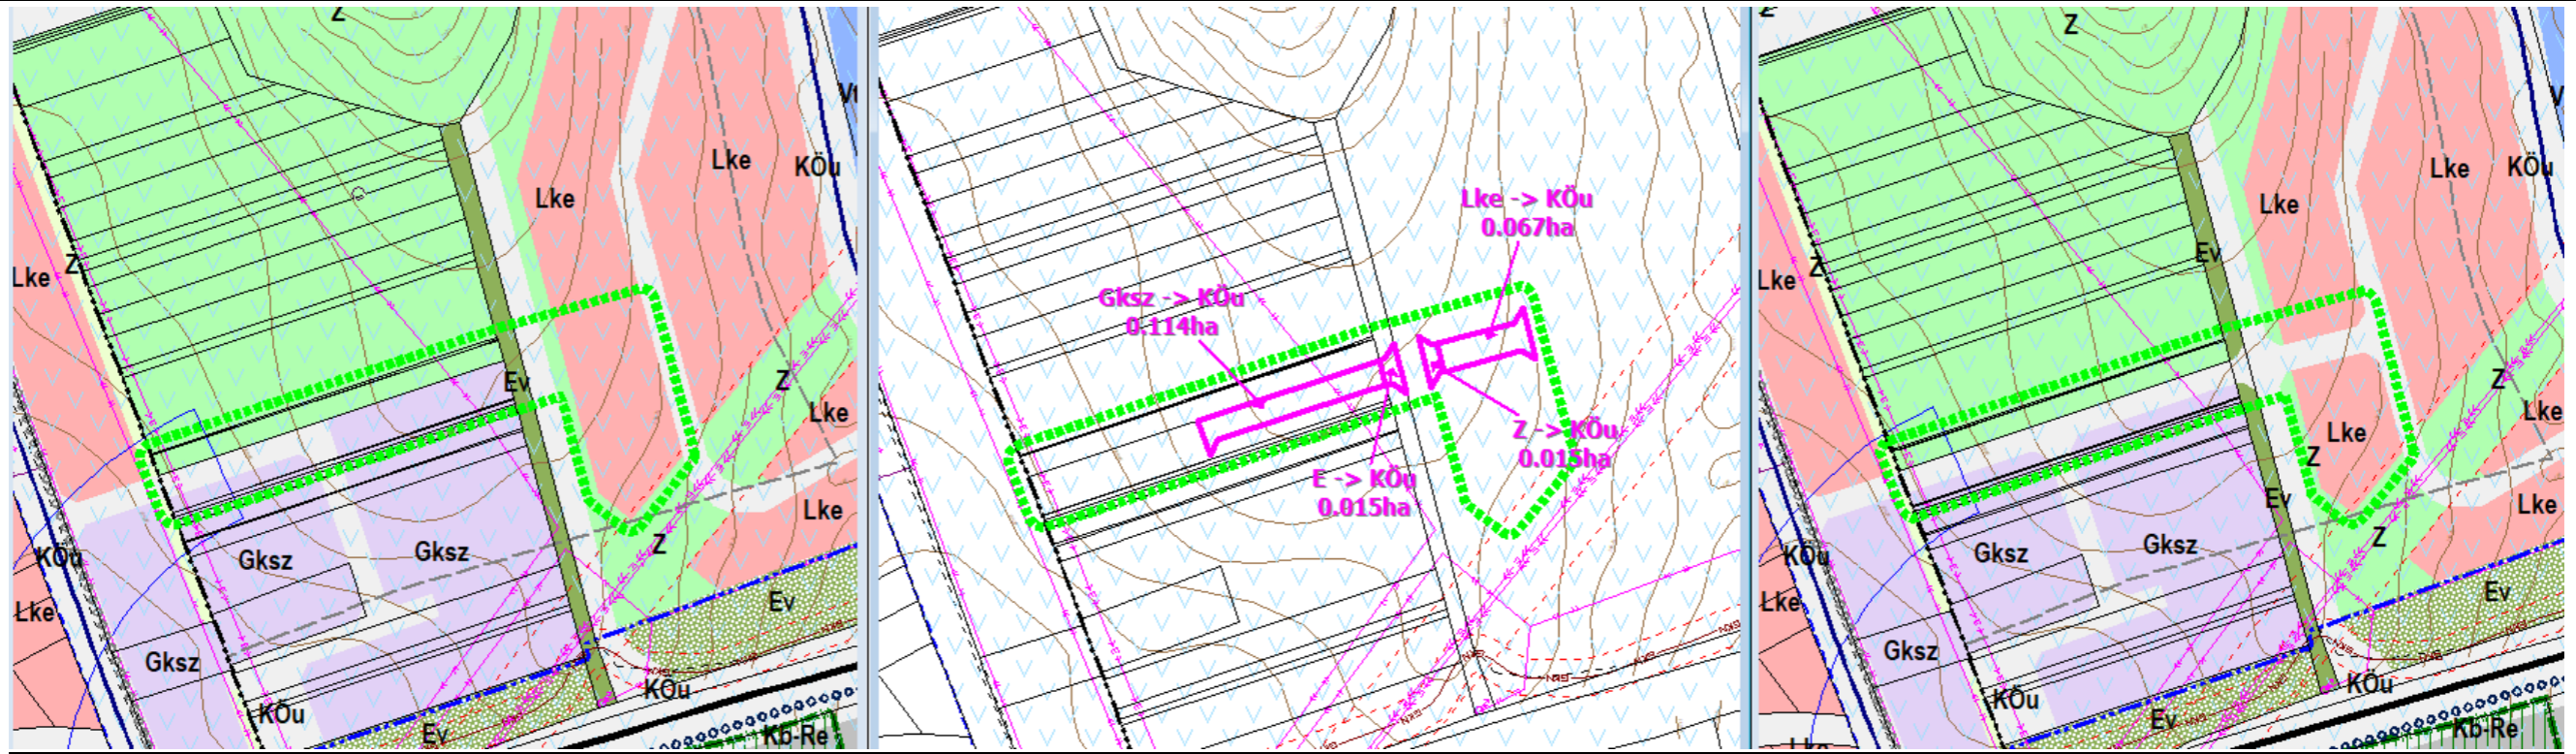 Z
Vt
Lke
KÖu
Lke
Z
Lke
Ev
Z
Lke
Lke
Gksz
Gksz
Z
KÖu
Lke
Ev
Gksz
KÖu
KÖu
Ev
Kb-Re
Lke -> KÖu
0.067ha
Gksz -> KÖu
0.114ha
Z -> KÖu
0.015ha
E -> KÖu
0.015ha
Z
Z
V
Lke
KÖu
Lke
Ev
Z
Lke
Z
Lke
Lke
Z
Ev
Lke
Gksz
Gksz
Z
KÖu
Lke
Ev
Gksz
KÖu
KÖu
Ev
Kb-Re
Lke